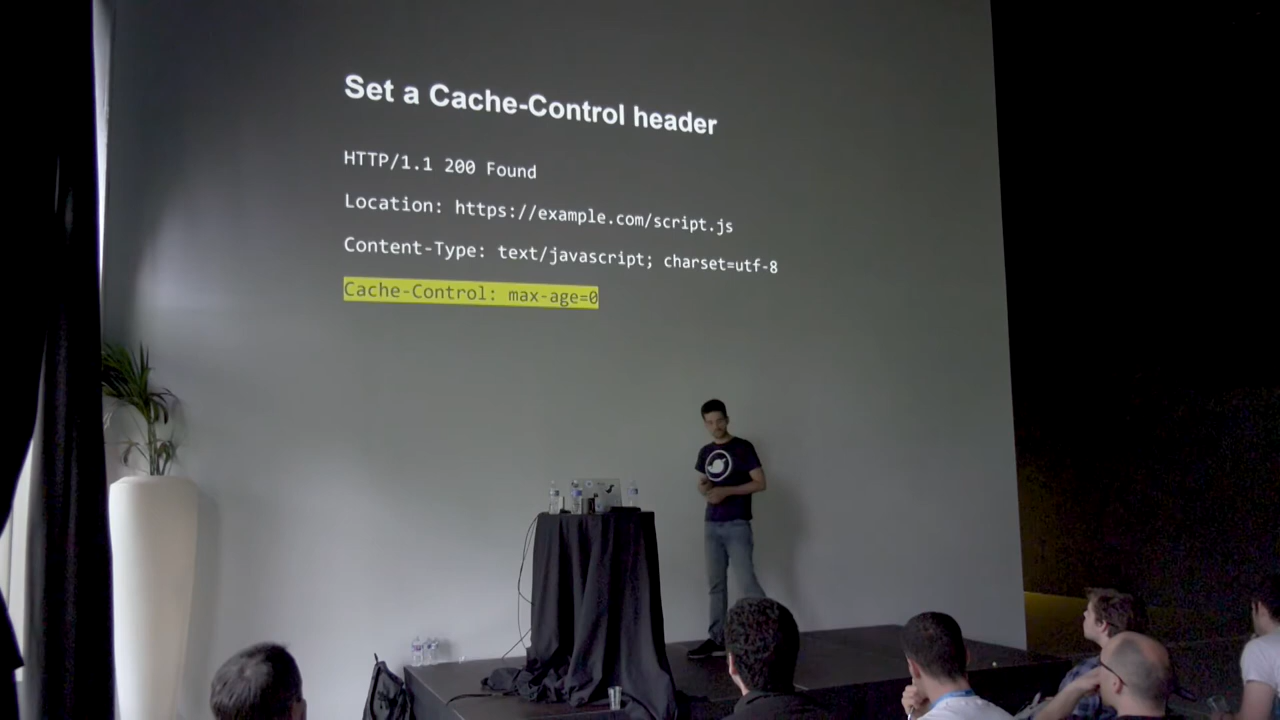 Set a Cache-Control header
HTTP/1.1 200 Found
Location: https://example.com/script.js
Content-Type: text/javascript; charset=utf-8
Cache-Control: max-age=0